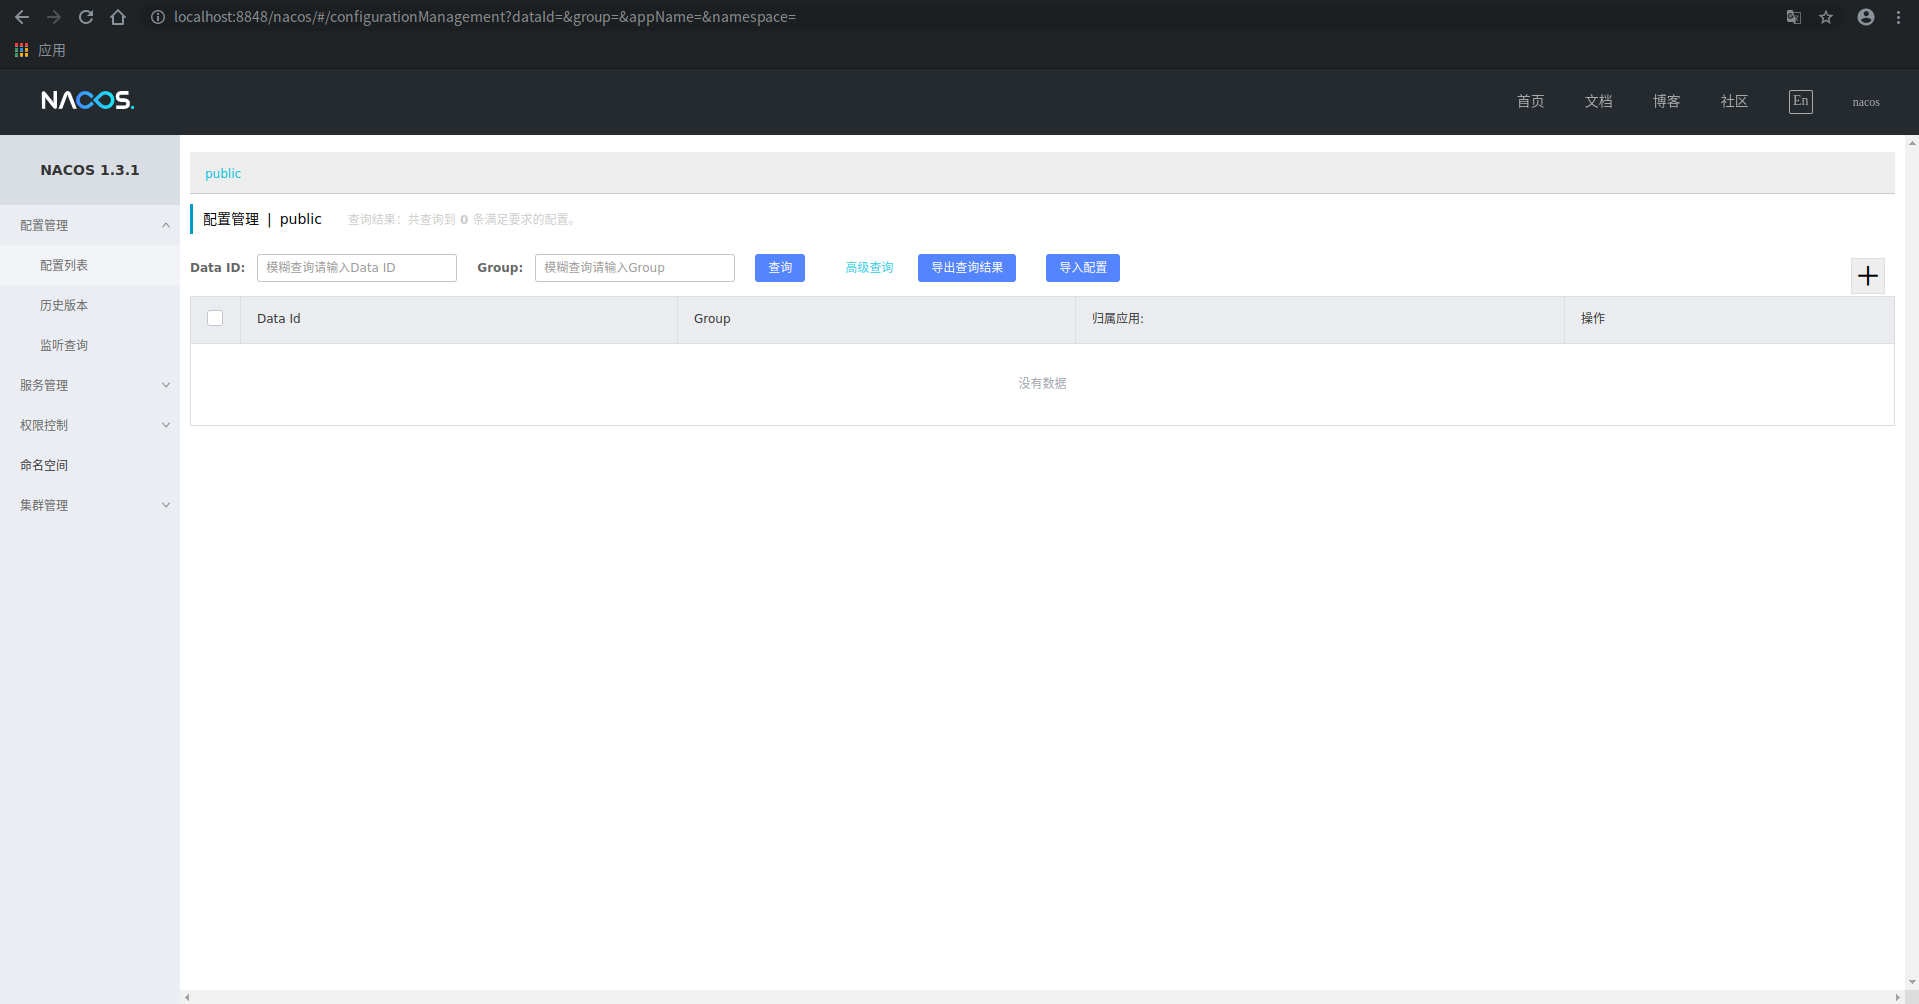 localhost:8848/nacos/#/configurationManagement?dataId=&group=&appName=&namespace=
应用
NACOS.
首页 文档 博客 社区 En nacos
NACOS 1.3.1
配置管理
配置列表
历史版本
监听查询
服务管理
权限控制
命名空间
集群管理
public
配置管理 | public 查询结果：共查询到 0 条满足要求的配置。
Data ID: 模糊查询请输入Data ID Group: 模糊查询请输入Group 查询 高级查询 导出查询结果 导入配置
Data Id Group 归属应用: 操作
没有数据